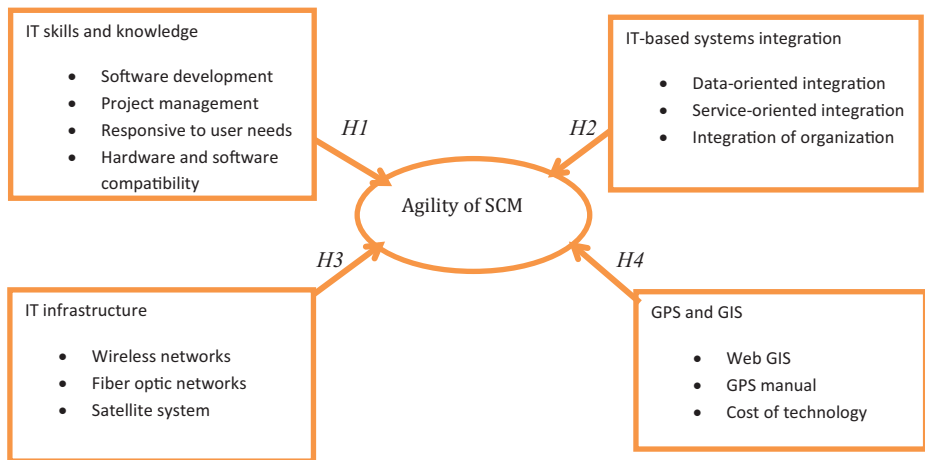 IT skills and knowledge
• Software development
• Project management
• Responsive to user needs
• Hardware and software
compatibility
H1
IT-based systems integration
• Data-oriented integration
• Service-oriented integration
• Integration of organization
H2
Agility of SCM
H3
IT infrastructure
• Wireless networks
• Fiber optic networks
• Satellite system
H4
GPS and GIS
• Web GIS
• GPS manual
• Cost of technology